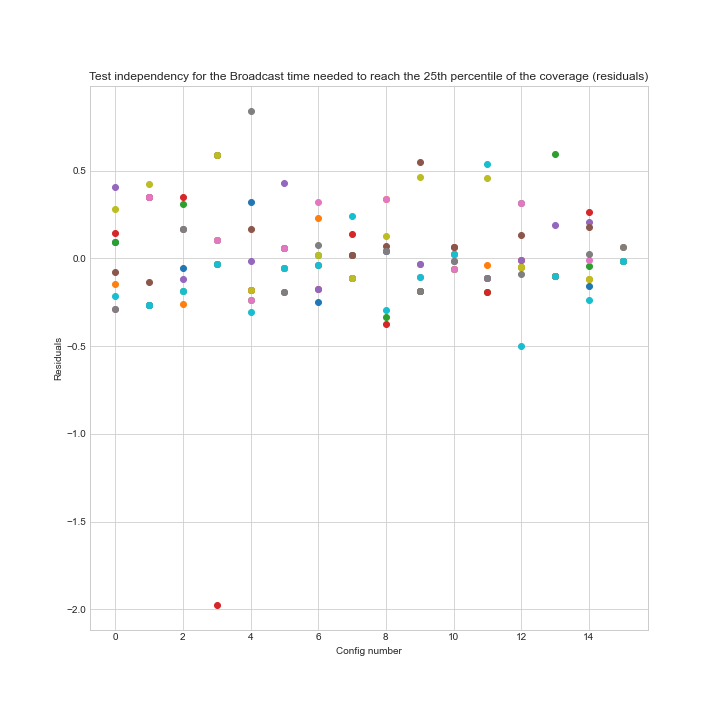 Test independency for the Broadcast time needed to reach the 25th percentile of the coverage (residuals)
0.5
0.0
−0.5
−1.0
−1.5
−2.0
Residuals
0 2 4 6 8 10 12 14
Config number